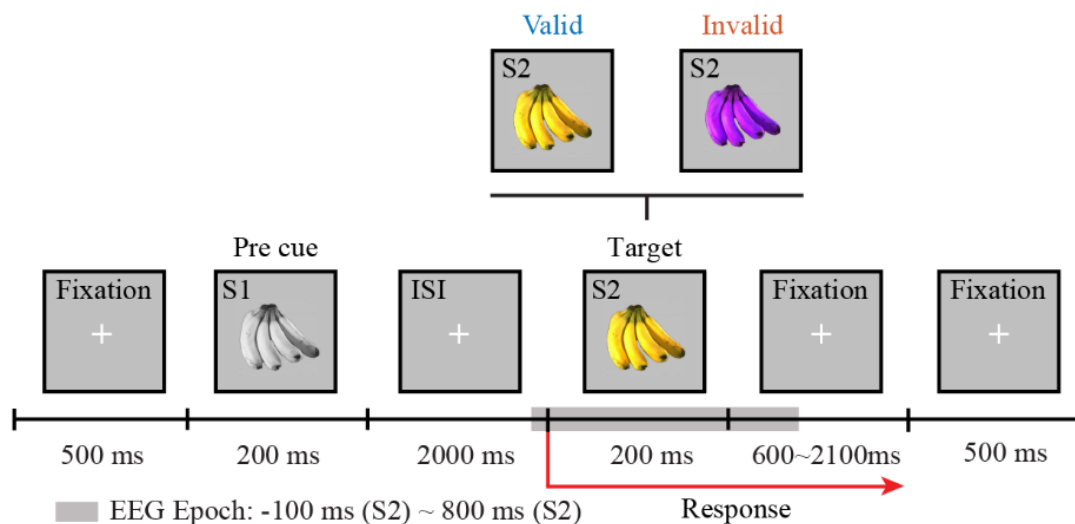 Valid Invalid
S2 S2
Pre cue Target
Fixation S1 ISI S2 Fixation Fixation
500 ms 200 ms 2000 ms 200 ms 600~2100ms 500 ms
EEG Epoch: -100 ms (S2) ~ 800 ms (S2) Response